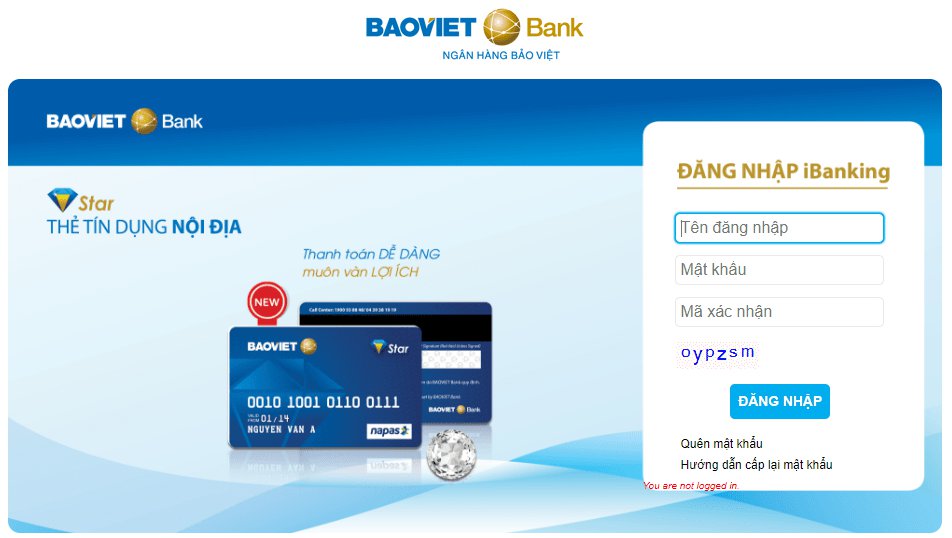 BAOVIET Bank
NGÂN HÀNG BẢO VIỆT
BAOVIET Bank
Star
THẺ TÍN DỤNG NỘI ĐỊA
Thanh toán DỄ DÀNG
muôn vàn LỢI ÍCH
NEW
BAOVIET
Star
0010 1001 0110 0111
VALID
FROM 01/14
NGUYEN VAN A
napas
BAOVIET Bank
ĐĂNG NHẬP iBanking
Tên đăng nhập
Mật khẩu
Mã xác nhận
oypzsm
ĐĂNG NHẬP
Quên mật khẩu
Hướng dẫn cấp lại mật khẩu
You are not logged in.